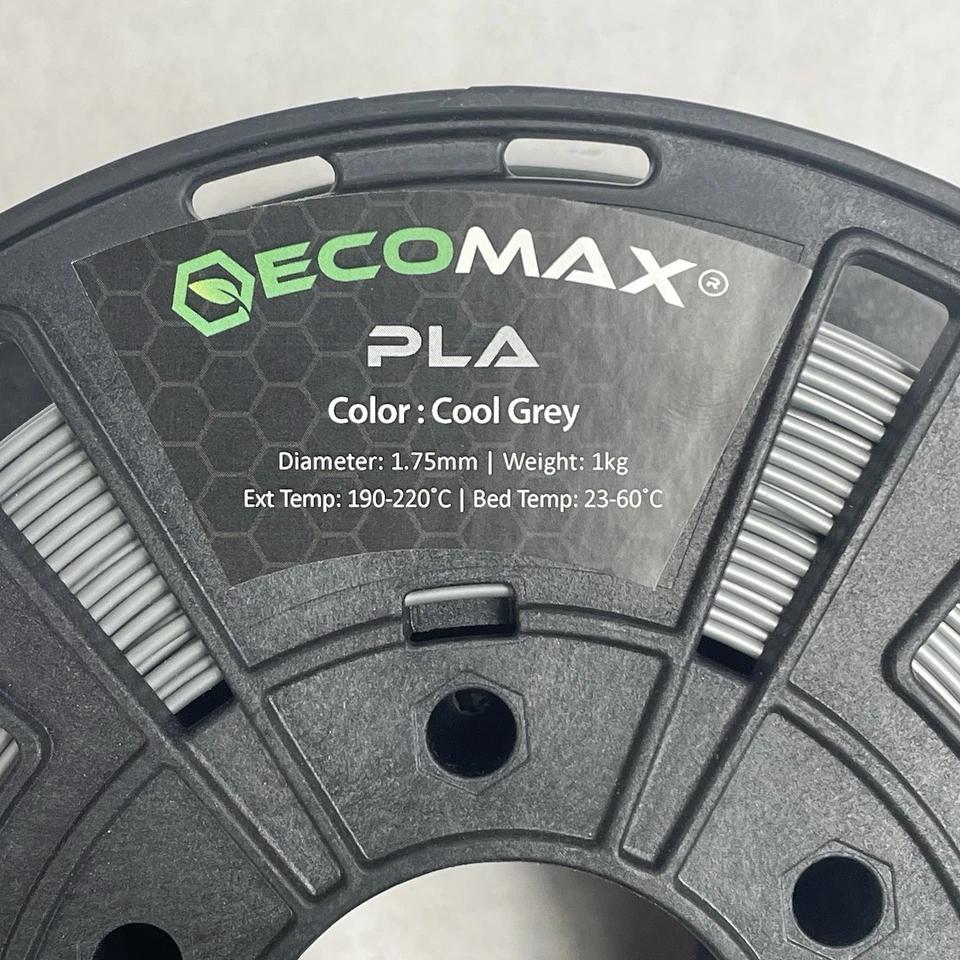 ECOMAX®
PLA
Color : Cool Grey
Diameter: 1.75mm | Weight: 1kg
Ext Temp: 190-220˚C | Bed Temp: 23-60˚C